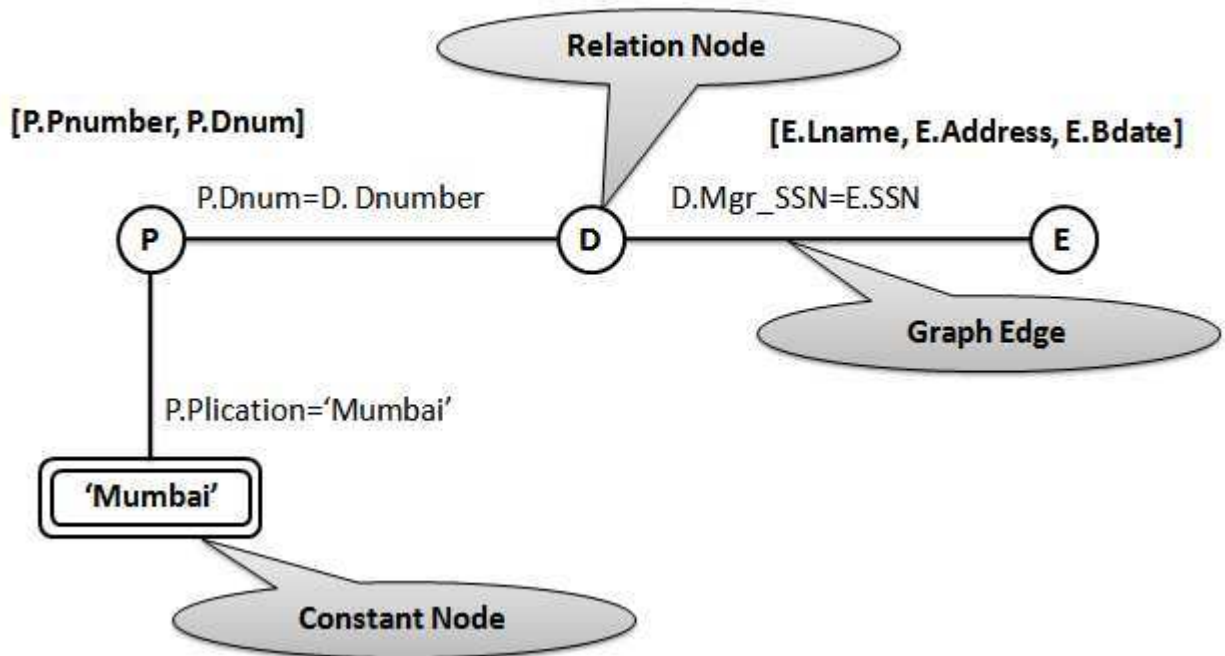 Relation Node
[P.Pnumber, P.Dnum]
[E.Lname, E.Address, E.Bdate]
P.Dnum=D. Dnumber
D.Mgr_SSN=E.SSN
P
D
E
Graph Edge
P.Plication=‘Mumbai’
‘Mumbai’
Constant Node